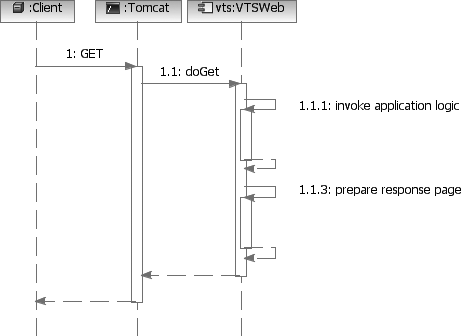 :Client
:Tomcat
vts:VTSWeb
1: GET
1.1: doGet
1.1.1: invoke application logic
1.1.3: prepare response page